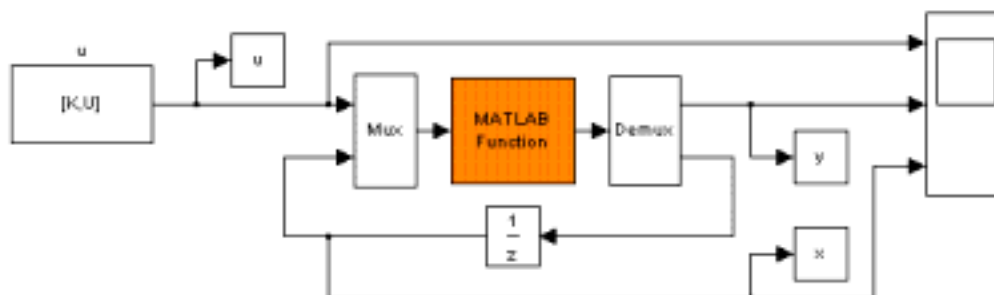 u
[K,U]
u
Mux
MATLAB
Function
Demux
y
1
z
x